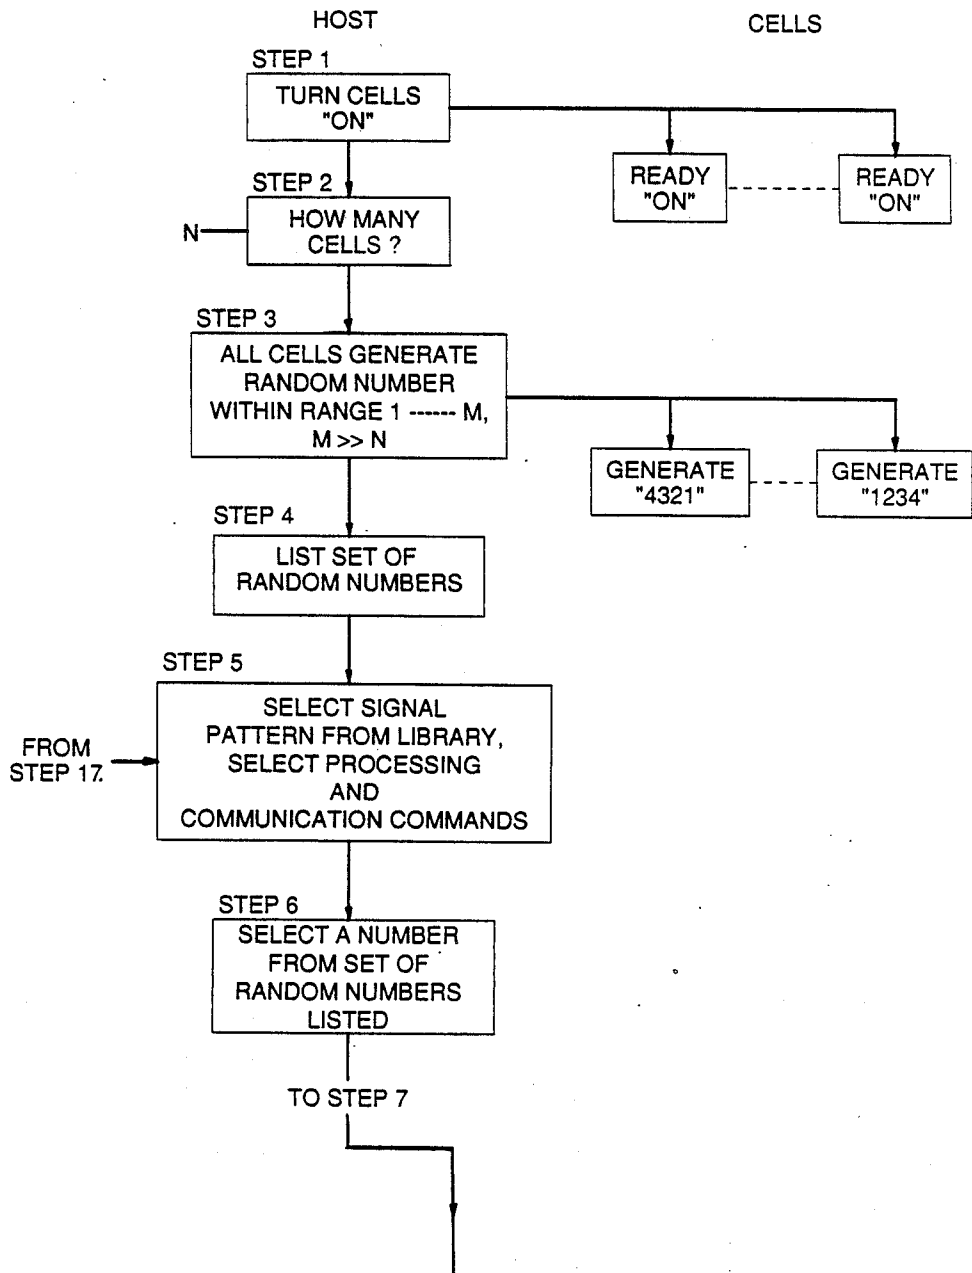 HOST
CELLS
STEP 1
TURN CELLS
"ON"
READY
"ON"
READY
"ON"
STEP 2
HOW MANY
CELLS ?
N
STEP 3
ALL CELLS GENERATE
RANDOM NUMBER
WITHIN RANGE 1 ------ M,
M >> N
GENERATE
"4321"
GENERATE
"1234"
STEP 4
LIST SET OF
RANDOM NUMBERS
STEP 5
SELECT SIGNAL
PATTERN FROM LIBRARY,
SELECT PROCESSING
AND
COMMUNICATION COMMANDS
FROM
STEP 17.
STEP 6
SELECT A NUMBER
FROM SET OF
RANDOM NUMBERS
LISTED
TO STEP 7